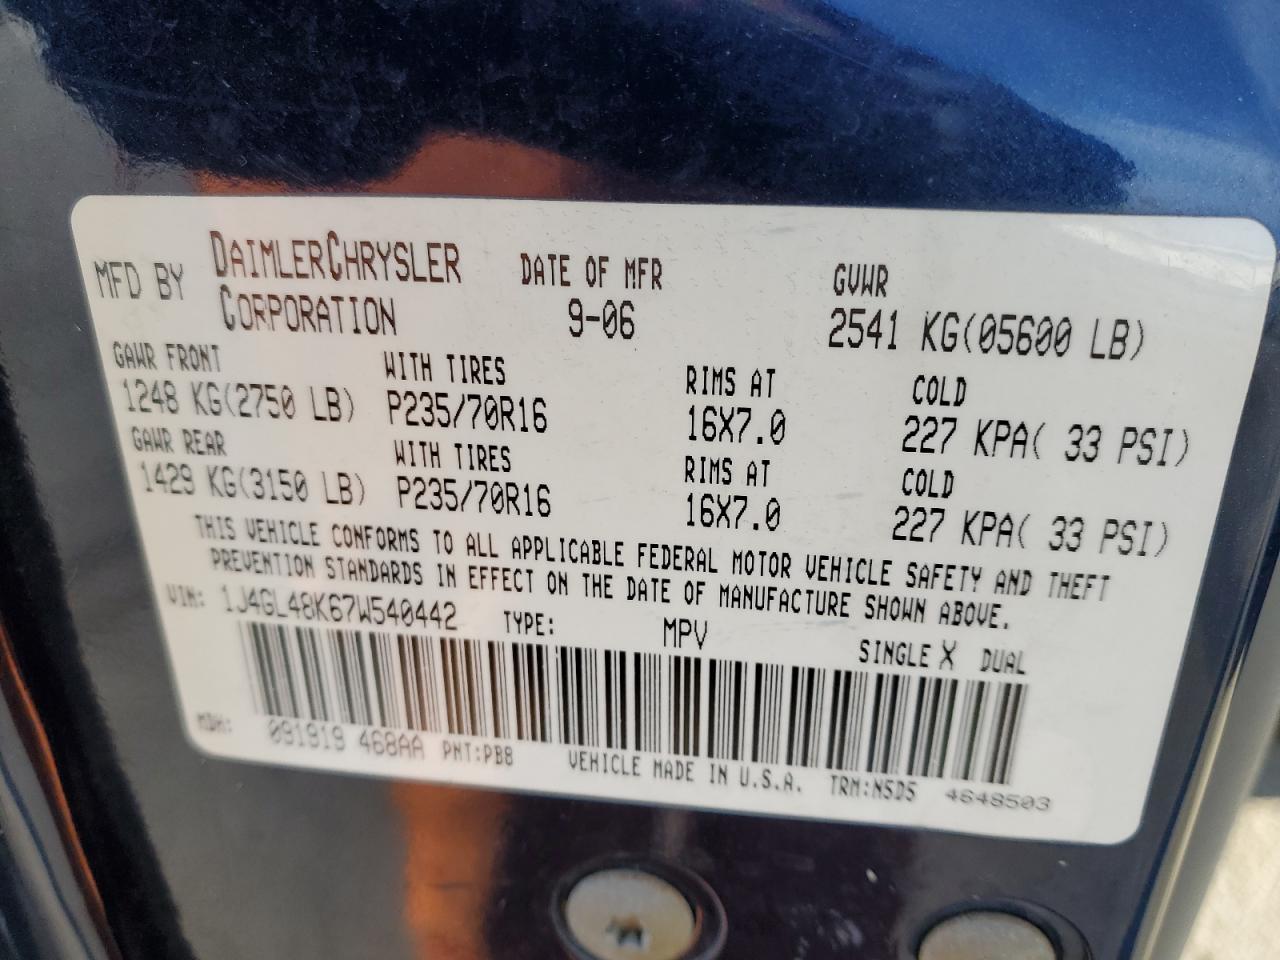 MFD BY DAIMLERCHRYSLER CORPORATION DATE OF MFR 9-06 GVWR 2541 KG(05600 LB)
GAWR FRONT WITH TIRES RIMS AT COLD
1248 KG(2750 LB) P235/70R16 16X7.0 227 KPA( 33 PSI)
GAWR REAR WITH TIRES RIMS AT COLD
1429 KG(3150 LB) P235/70R16 16X7.0 227 KPA( 33 PSI)
THIS VEHICLE CONFORMS TO ALL APPLICABLE FEDERAL MOTOR VEHICLE SAFETY AND THEFT
PREVENTION STANDARDS IN EFFECT ON THE DATE OF MANUFACTURE SHOWN ABOVE.
VIN: 1J4GL48K67W540442 TYPE: MPV SINGLE X DUAL
MDH: 091919 468AA PNT:PB8 VEHICLE MADE IN U.S.A. TRM:N5D5 4648503